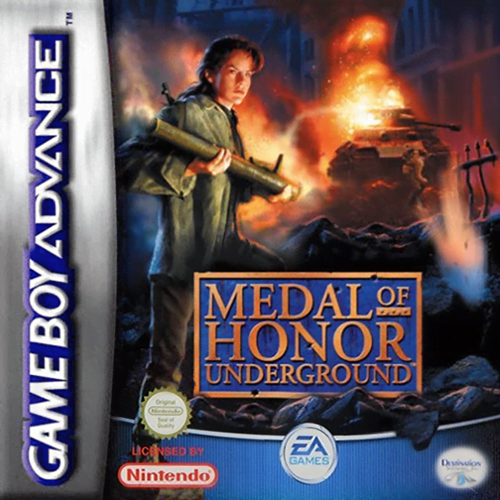 GAME BOY ADVANCE
MEDAL OF
HONOR
UNDERGROUND
Original
Nintendo
Seal of
Quality
LICENSED BY
Nintendo
EA
GAMES
Destination